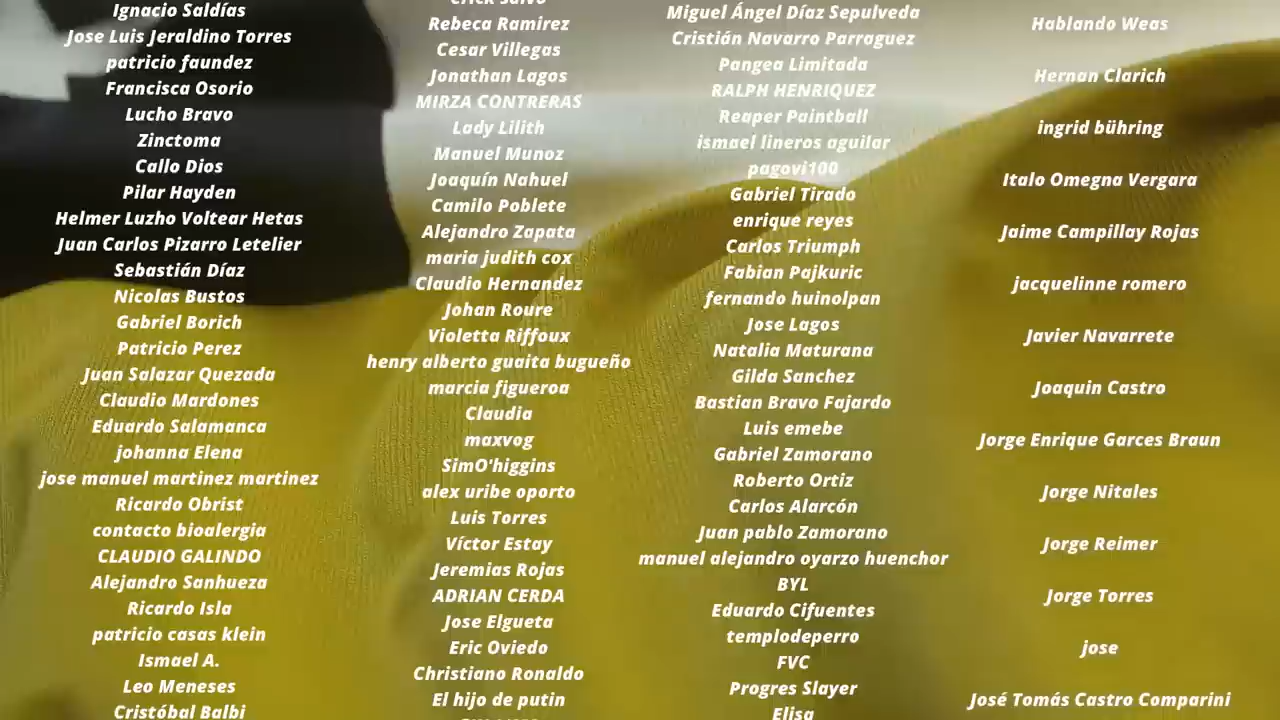 Ignacio Saldías
Jose Luis Jeraldino Torres
patricio faundez
Francisca Osorio
Lucho Bravo
Zinctoma
Callo Dios
Pilar Hayden
Helmer Luzho Voltear Hetas
Juan Carlos Pizarro Letelier
Sebastián Díaz
Nicolas Bustos
Gabriel Borich
Patricio Perez
Juan Salazar Quezada
Claudio Mardones
Eduardo Salamanca
johanna Elena
jose manuel martinez martinez
Ricardo Obrist
contacto bioalergia
CLAUDIO GALINDO
Alejandro Sanhueza
Ricardo Isla
patricio casas klein
Ismael A.
Leo Meneses
Cristóbal Balbi
Rebeca Ramirez
Cesar Villegas
Jonathan Lagos
MIRZA CONTRERAS
Lady Lilith
Manuel Munoz
Joaquín Nahuel
Camilo Poblete
Alejandro Zapata
maria judith cox
Claudio Hernandez
Johan Roure
Violetta Riffoux
henry alberto guaita bugueño
marcia figueroa
Claudia
maxvog
SimO'higgins
alex uribe oporto
Luis Torres
Víctor Estay
Jeremias Rojas
ADRIAN CERDA
Jose Elgueta
Eric Oviedo
Christiano Ronaldo
El hijo de putin
Miguel Ángel Díaz Sepulveda
Cristián Navarro Parraguez
Pangea Limitada
RALPH HENRIQUEZ
Reaper Paintball
ismael lineros aguilar
pagovi100
Gabriel Tirado
enrique reyes
Carlos Triumph
Fabian Pajkuric
fernando huinolpan
Jose Lagos
Natalia Maturana
Gilda Sanchez
Bastian Bravo Fajardo
Luis emebe
Gabriel Zamorano
Roberto Ortiz
Carlos Alarcón
Juan pablo Zamorano
manuel alejandro oyarzo huenchor
BYL
Eduardo Cifuentes
templodeperro
FVC
Progres Slayer
Elisa
Hablando Weas
Hernan Clarich
ingrid bühring
Italo Omegna Vergara
Jaime Campillay Rojas
jacquelinne romero
Javier Navarrete
Joaquin Castro
Jorge Enrique Garces Braun
Jorge Nitales
Jorge Reimer
Jorge Torres
jose
José Tomás Castro Comparini